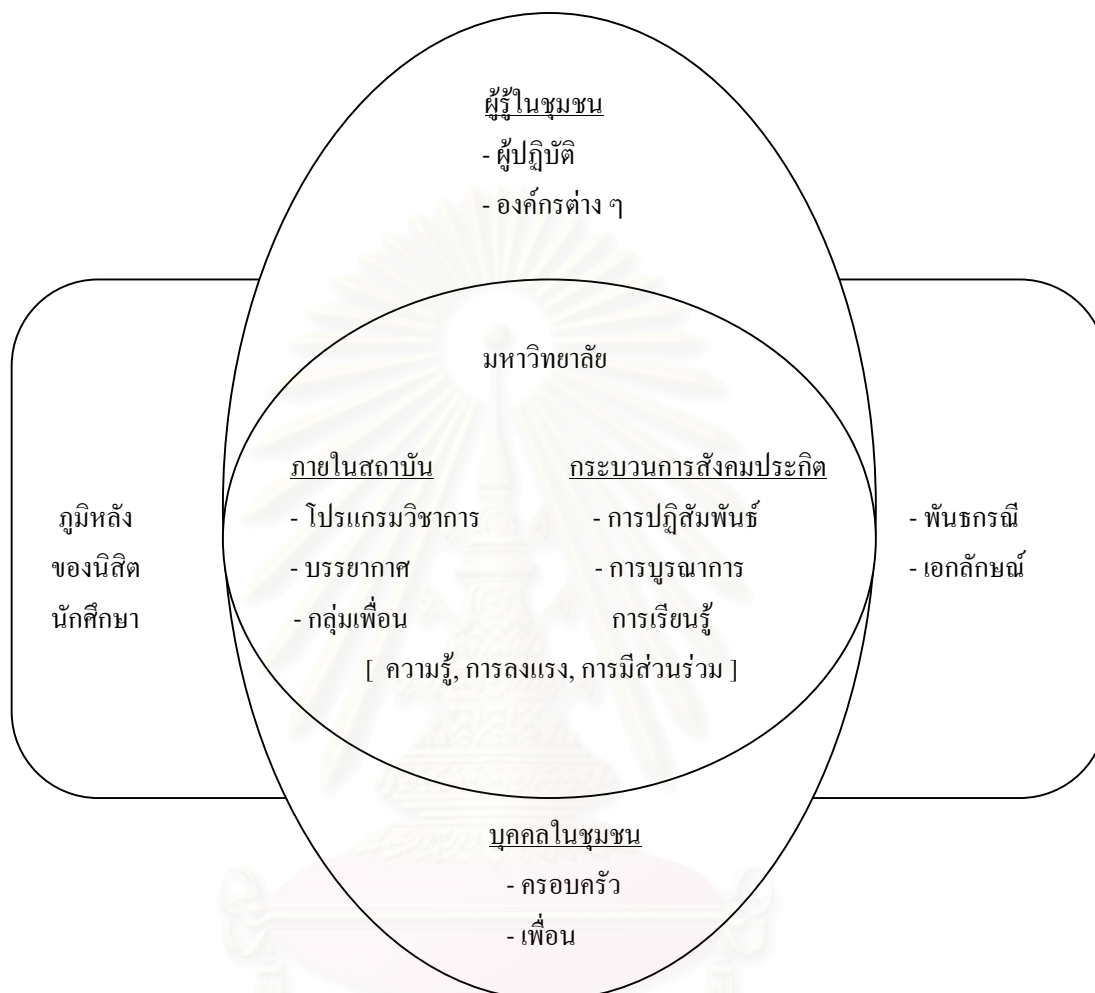 ผู้รู้ในชุมชน
- ผู้ปฏิบัติ
- องค์กรต่าง ๆ
มหาวิทยาลัย
ภูมิหลัง
ของนิสิต
นักศึกษา
ภายในสถาบัน
- โปรแกรมวิชาการ
- บรรยากาศ
- กลุ่มเพื่อน
กระบวนการสังคมประกิต
- การปฏิสัมพันธ์
- การบูรณาการ
การเรียนรู้
[ ความรู้, การลงแรง, การมีส่วนร่วม ]
- พันธกรณี
- เอกลักษณ์
บุคคลในชุมชน
- ครอบครัว
- เพื่อน